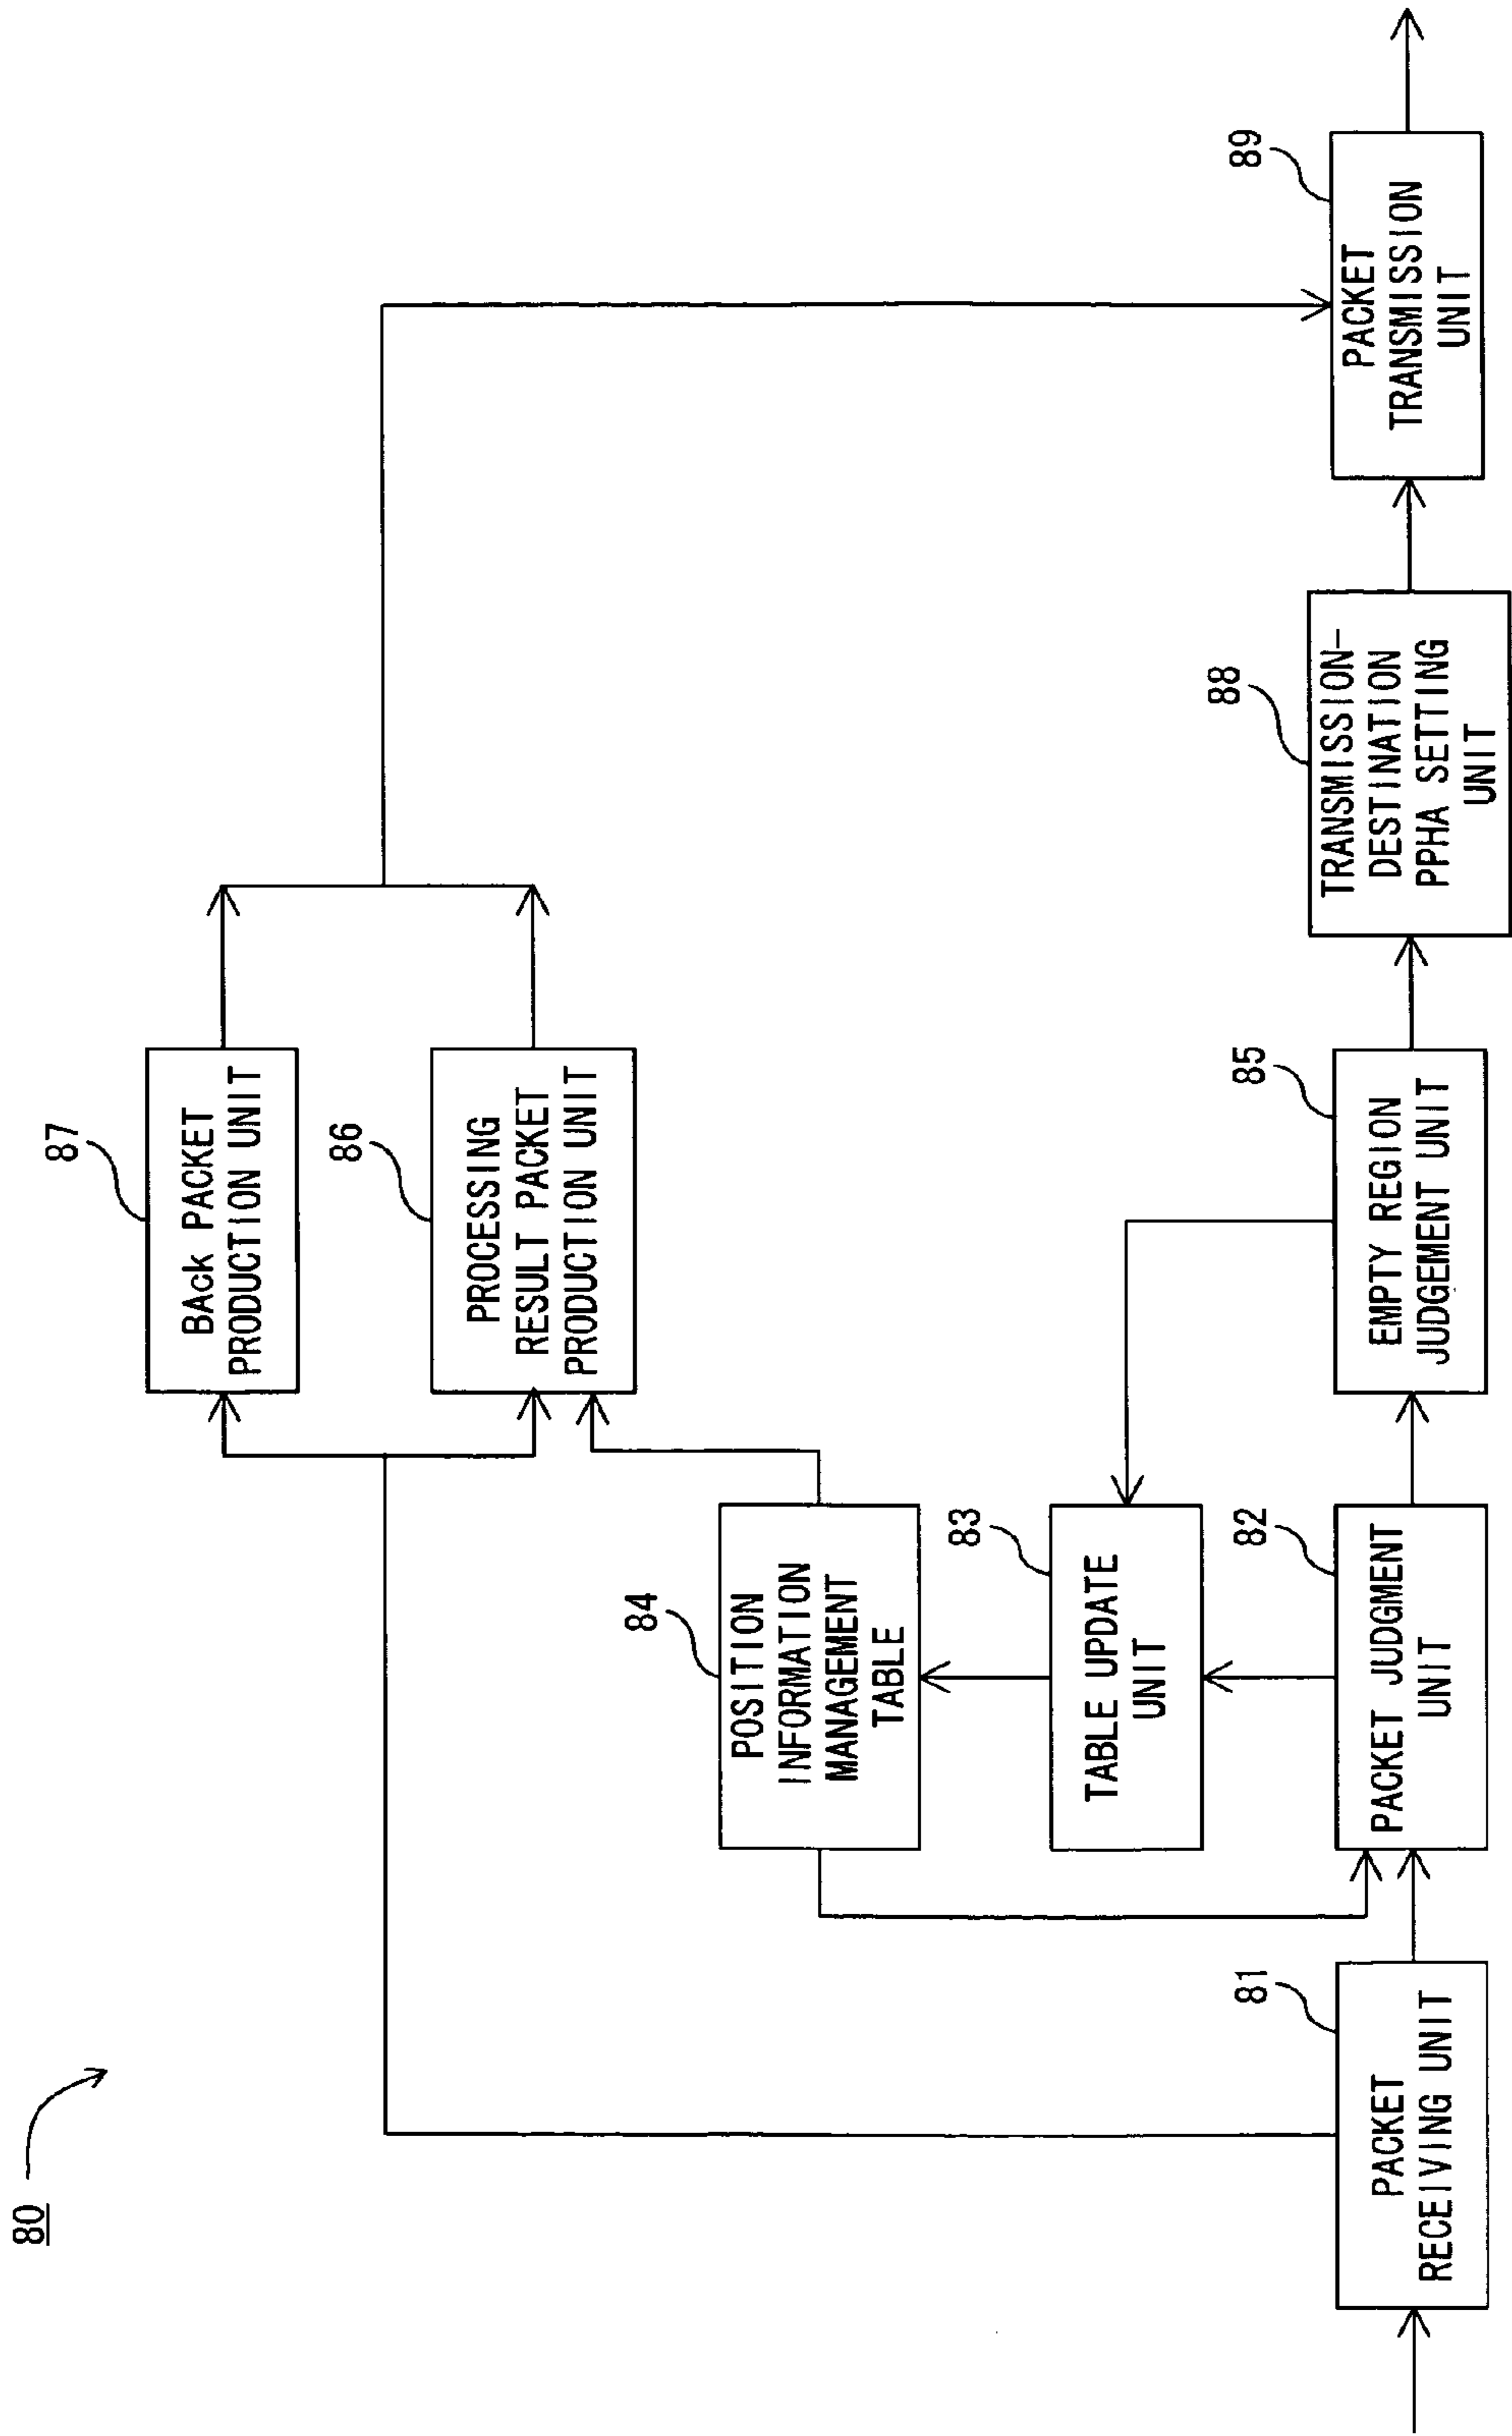 80
87
BAck PACKET
PRODUCTION UNIT
86
PROCESSING
RESULT PACKET
PRODUCTION UNIT
84
POSITION
INFORMATION
MANAGEMENT
TABLE
83
TABLE UPDATE
UNIT
81
PACKET
RECEIVING UNIT
82
PACKET JUDGMENT
UNIT
85
EMPTY REGION
JUDGEMENT UNIT
88
TRANSMISSION-
DESTINATION
PPHA SETTING
UNIT
89
PACKET
TRANSMISSION
UNIT